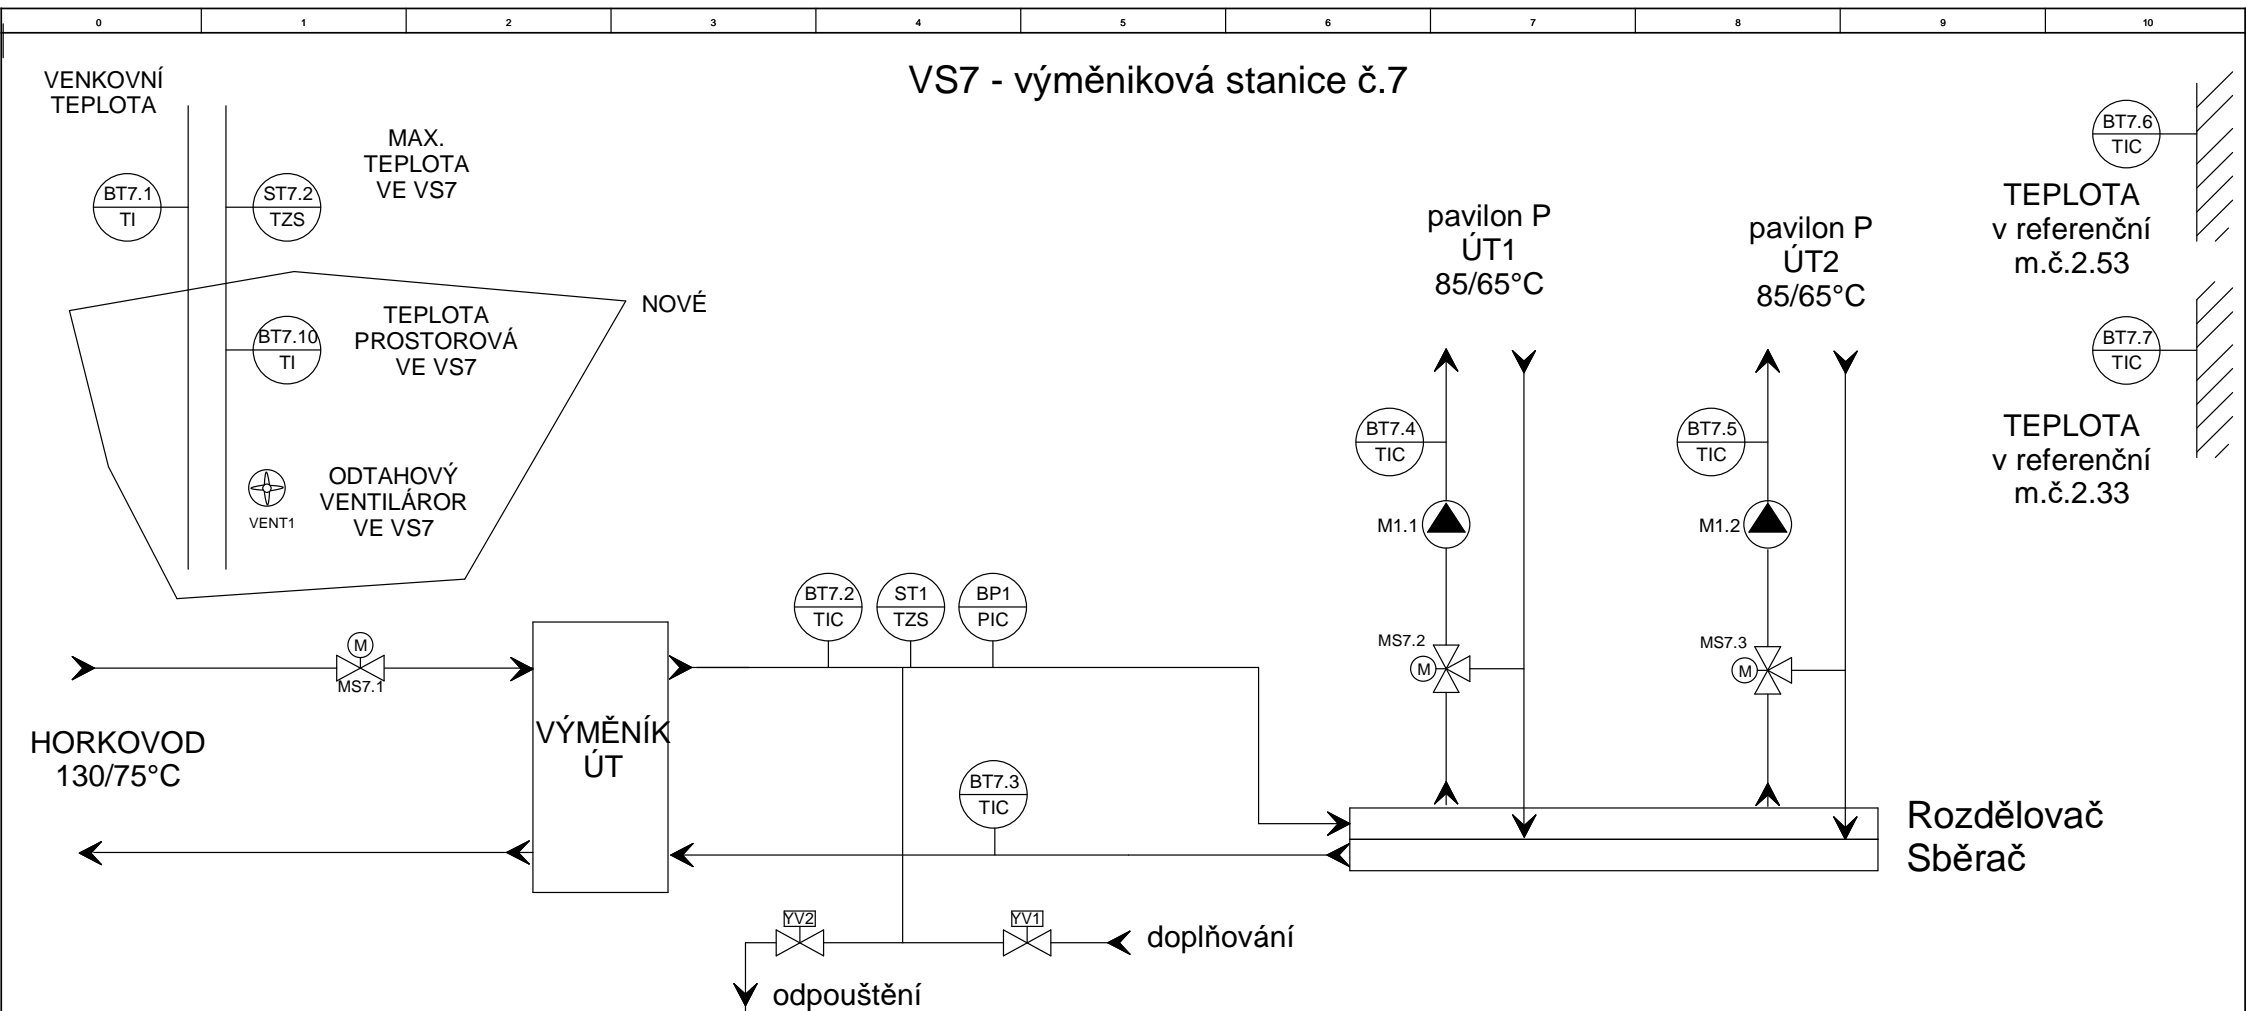 0 1 2 3 4 5 6 7 8 9 10
VS7 - výměniková stanice č.7
VENKOVNÍ
TEPLOTA
BT7.1
TI
ST7.2
TZS
MAX.
TEPLOTA
VE VS7
NOVÉ
BT7.10
TI
TEPLOTA
PROSTOROVÁ
VE VS7
VENT1
ODTAHOVÝ
VENTILÁROR
VE VS7
BT7.6
TIC
TEPLOTA
v referenční
m.č.2.53
BT7.7
TIC
TEPLOTA
v referenční
m.č.2.33
pavilon P
ÚT1
85/65°C
pavilon P
ÚT2
85/65°C
BT7.4
TIC
BT7.5
TIC
M1.1
M1.2
MS7.2
M
MS7.3
M
BT7.2
TIC
ST1
TZS
BP1
PIC
M
MS7.1
HORKOVOD
130/75°C
VÝMĚNÍK
ÚT
BT7.3
TIC
Rozdělovač
Sběrač
YV2
YV1
doplňování
odpouštění